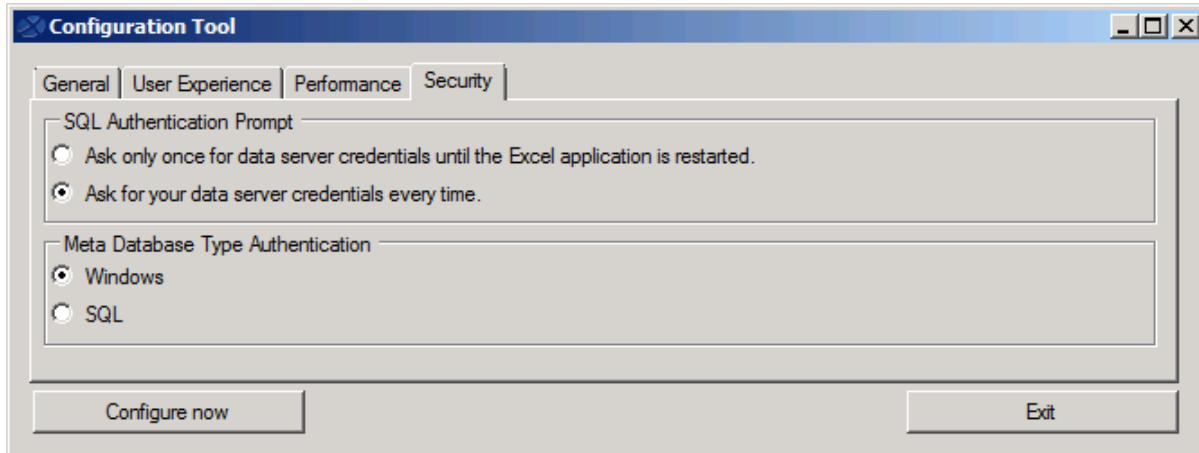 Configuration Tool
General User Experience Performance Security
SQL Authentication Prompt
Ask only once for data server credentials until the Excel application is restarted.
Ask for your data server credentials every time.
Meta Database Type Authentication
Windows
SQL
Configure now Exit